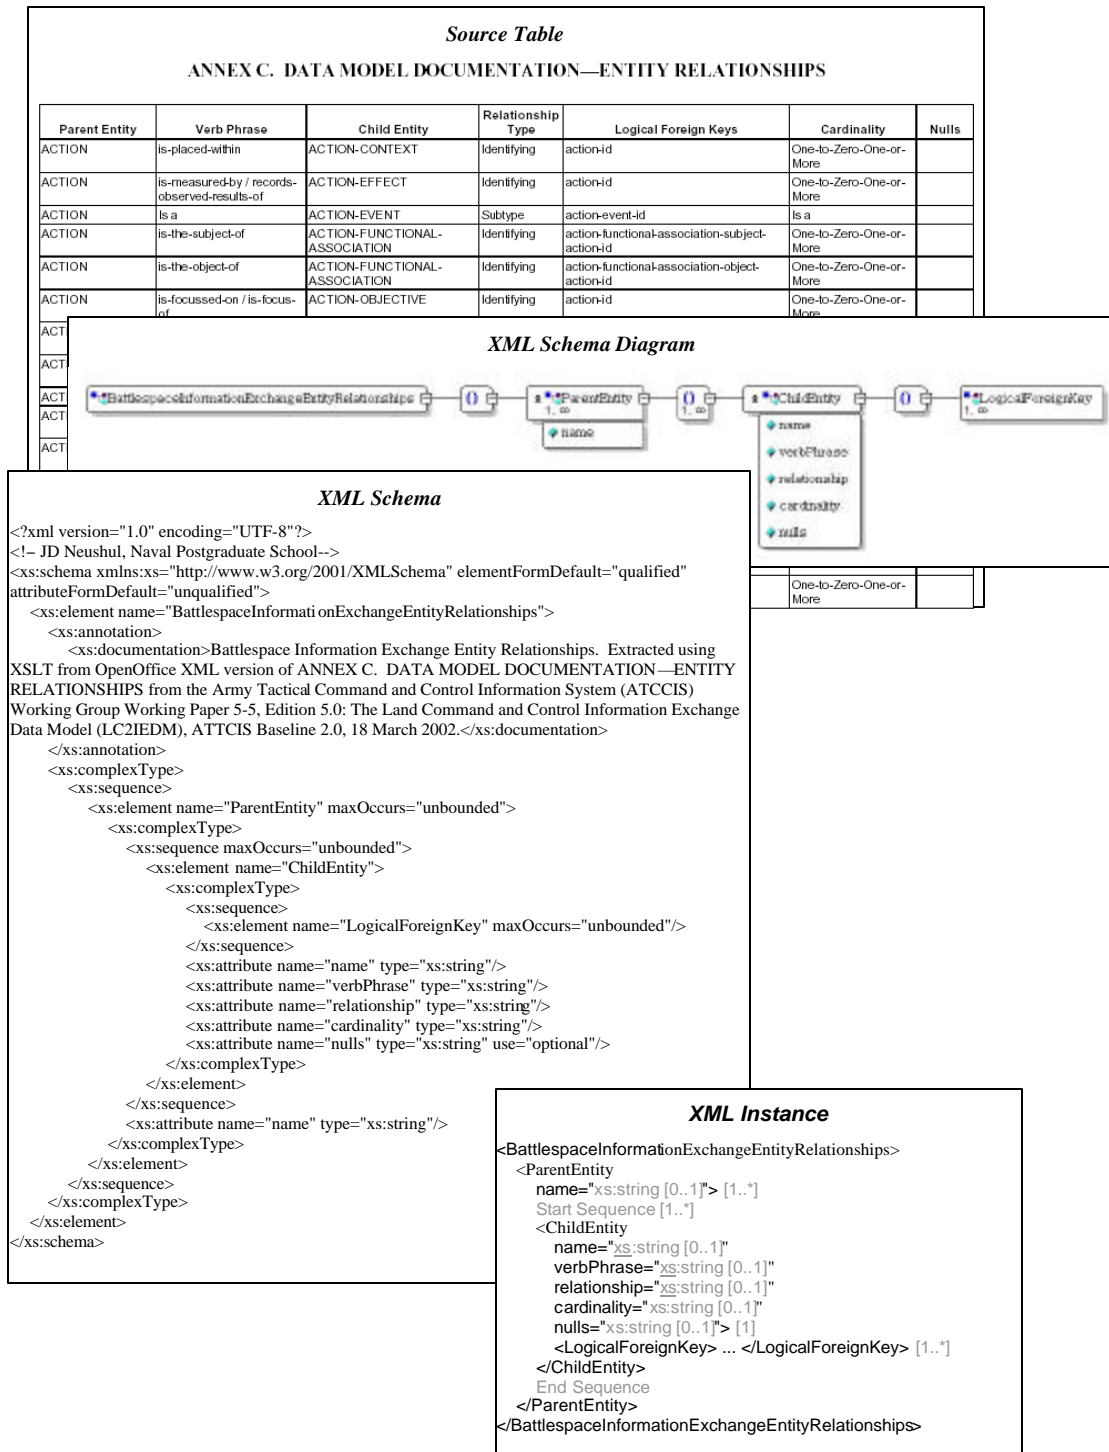 Source Table
ANNEX C. DATA MODEL DOCUMENTATION—ENTITY RELATIONSHIPS
Parent Entity | Verb Phrase | Child Entity | Relationship Type | Logical Foreign Keys | Cardinality | Nulls
ACTION | is-placed-within | ACTION-CONTEXT | Identifying | action-id | One-to-Zero-One-or-More
ACTION | is-measured-by / records-observed-results-of | ACTION-EFFECT | Identifying | action-id | One-to-Zero-One-or-More
ACTION | Is a | ACTION-EVENT | Subtype | action-event-id | Is a
ACTION | is-the-subject-of | ACTION-FUNCTIONAL-ASSOCIATION | Identifying | action-functional-association-subject-action-id | One-to-Zero-One-or-More
ACTION | is-the-object-of | ACTION-FUNCTIONAL-ASSOCIATION | Identifying | action-functional-association-object-action-id | One-to-Zero-One-or-More
ACTION | is-focussed-on / is-focus-of | ACTION-OBJECTIVE | Identifying | action-id | One-to-Zero-One-or-More
ACT
ACT
ACT
ACT
ACT
One-to-Zero-One-or-More
XML Schema Diagram
BattlespaceInformationExchangeEntityRelationships
()
ParentEntity
1..∞
name
()
1..∞
ChildEntity
name
verbPhrase
relationship
cardinality
nulls
()
LogicalForeignKey
1..∞
XML Schema
<?xml version="1.0" encoding="UTF-8"?>
<!– JD Neushul, Naval Postgraduate School-->
<xs:schema xmlns:xs="http://www.w3.org/2001/XMLSchema" elementFormDefault="qualified"
attributeFormDefault="unqualified">
<xs:element name="BattlespaceInformationExchangeEntityRelationships">
<xs:annotation>
<xs:documentation>Battlespace Information Exchange Entity Relationships. Extracted using
XSLT from OpenOffice XML version of ANNEX C. DATA MODEL DOCUMENTATION—ENTITY
RELATIONSHIPS from the Army Tactical Command and Control Information System (ATCCIS)
Working Group Working Paper 5-5, Edition 5.0: The Land Command and Control Information Exchange
Data Model (LC2IEDM), ATTCIS Baseline 2.0, 18 March 2002.</xs:documentation>
</xs:annotation>
<xs:complexType>
<xs:sequence>
<xs:element name="ParentEntity" maxOccurs="unbounded">
<xs:complexType>
<xs:sequence maxOccurs="unbounded">
<xs:element name="ChildEntity">
<xs:complexType>
<xs:sequence>
<xs:element name="LogicalForeignKey" maxOccurs="unbounded"/>
</xs:sequence>
<xs:attribute name="name" type="xs:string"/>
<xs:attribute name="verbPhrase" type="xs:string"/>
<xs:attribute name="relationship" type="xs:string"/>
<xs:attribute name="cardinality" type="xs:string"/>
<xs:attribute name="nulls" type="xs:string" use="optional"/>
</xs:complexType>
</xs:element>
</xs:sequence>
<xs:attribute name="name" type="xs:string"/>
</xs:complexType>
</xs:element>
</xs:sequence>
</xs:complexType>
</xs:element>
</xs:schema>
XML Instance
<BattlespaceInformationExchangeEntityRelationships>
<ParentEntity
name="xs:string [0..1]"> [1..*]
Start Sequence [1..*]
<ChildEntity
name="xs:string [0..1]"
verbPhrase="xs:string [0..1]"
relationship="xs:string [0..1]"
cardinality="xs:string [0..1]"
nulls="xs:string [0..1]"> [1]
<LogicalForeignKey> ... </LogicalForeignKey> [1..*]
</ChildEntity>
End Sequence
</ParentEntity>
</BattlespaceInformationExchangeEntityRelationships>